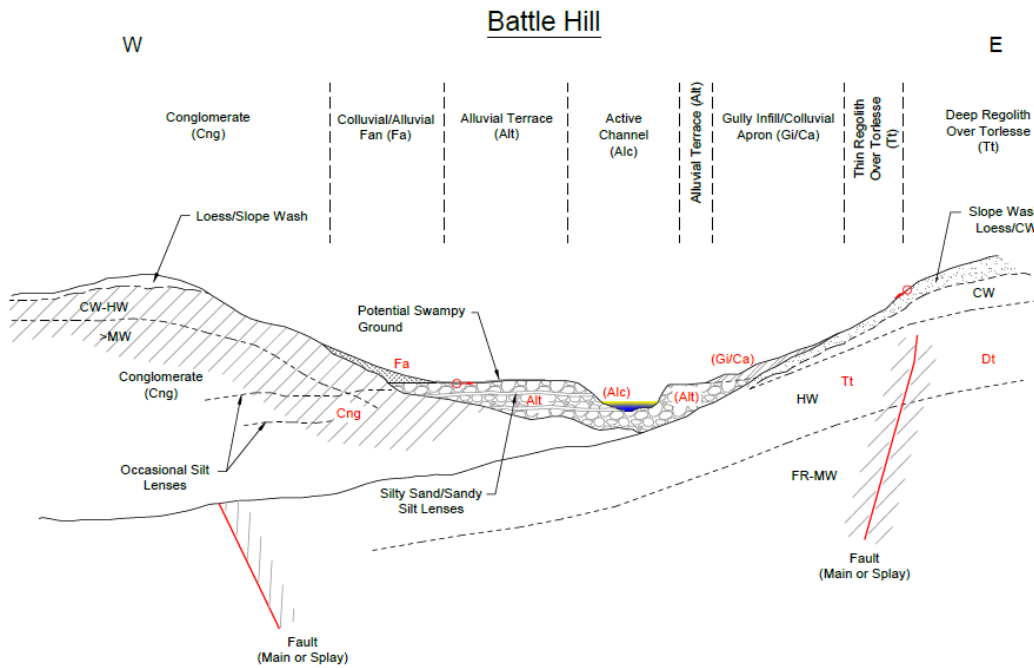 Battle Hill
W
E
Conglomerate
(Cng)
Colluvial/Alluvial
Fan (Fa)
Alluvial Terrace
(Alt)
Active
Channel
(Alc)
Alluvial Terrace (Alt)
Gully Infill/Colluvial
Apron (Gi/Ca)
Thin Regolith
Over Torlesse
(Tt)
Deep Regolith
Over Torlesse
(Tt)
Loess/Slope Wash
Slope Was
Loess/CW
CW-HW
CW
Potential Swampy
Ground
>MW
Fa
(Gi/Ca)
Dt
Conglomerate
(Cng)
Tt
Cng
Alt
(Alc)
(Alt)
HW
Occasional Silt
Lenses
Silty Sand/Sandy
Silt Lenses
FR-MW
Fault
(Main or Splay)
Fault
(Main or Splay)